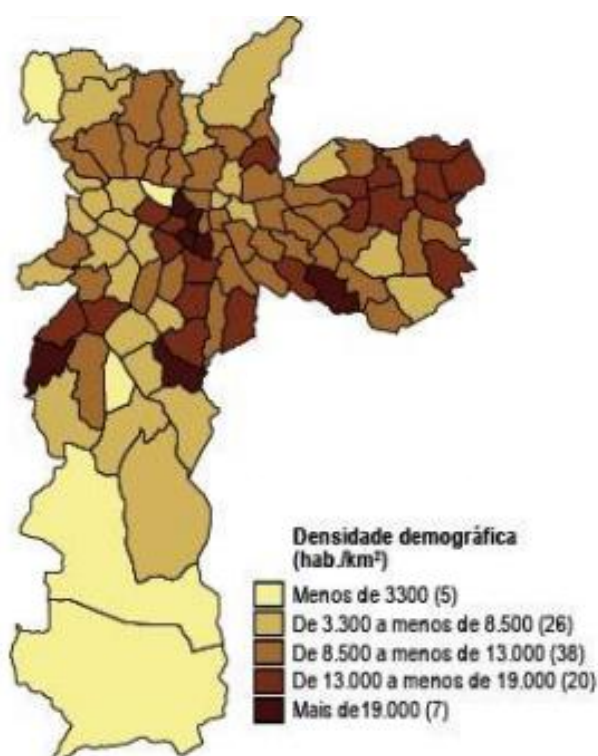 Densidade demográfica
(hab./km²)
Menos de 3300 (5)
De 3.300 a menos de 8.500 (26)
De 8.500 a menos de 13.000 (38)
De 13.000 a menos de 19.000 (20)
Mais de19.000 (7)